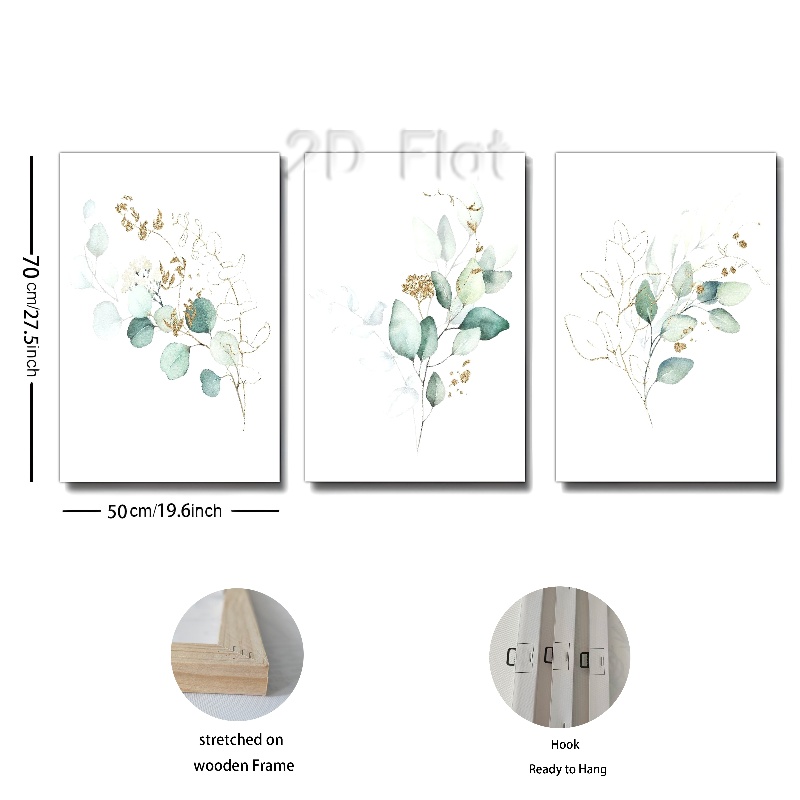 2D Flat
70 cm/27.5inch
50 cm/19.6inch
stretched on
wooden Frame
Hook
Ready to Hang